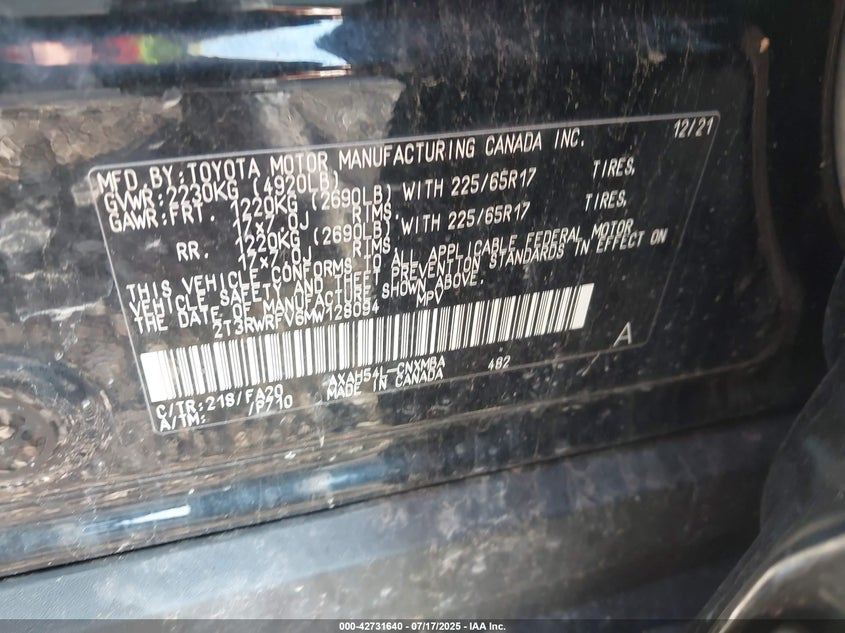 MFD. BY: TOYOTA MOTOR MANUFACTURING CANADA INC. 12/21
GVWR: 2230KG (4920LB)
GAWR: FRT. 1220KG (2690LB) WITH 225/65R17 TIRES,
17x7.0J RIMS.
RR. 1220KG (2690LB) WITH 225/65R17 TIRES,
17x7.0J RIMS.
THIS VEHICLE CONFORMS TO ALL APPLICABLE FEDERAL MOTOR
VEHICLE SAFETY AND THEFT PREVENTION STANDARDS IN EFFECT ON
THE DATE OF MANUFACTURE SHOWN ABOVE.
2T3RWRFV6MW128094 MPV
A
C/TR: 218/FA20 AXAH54L-CNXMBA 482
A/TM: /P710 MADE IN CANADA
000-42731640 - 07/17/2025 - IAA Inc.